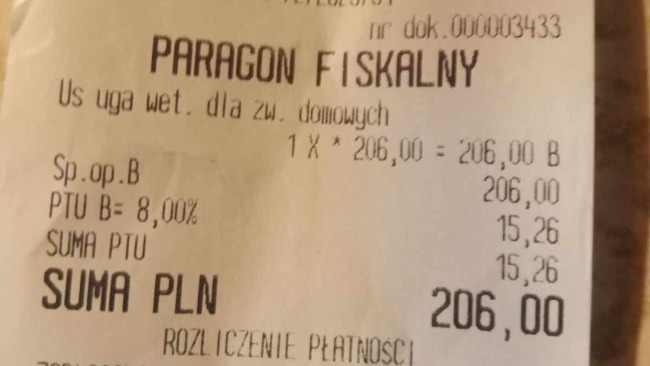 nr dok.000003433
PARAGON FISKALNY
Us uga wet. dla zw. domowych
1 X * 206,00 = 206,00 B
Sp.op.B 206,00
PTU B= 8,00% 15,26
SUMA PTU 15,26
SUMA PLN 206,00
ROZLICZENIE PŁATNOŚCI